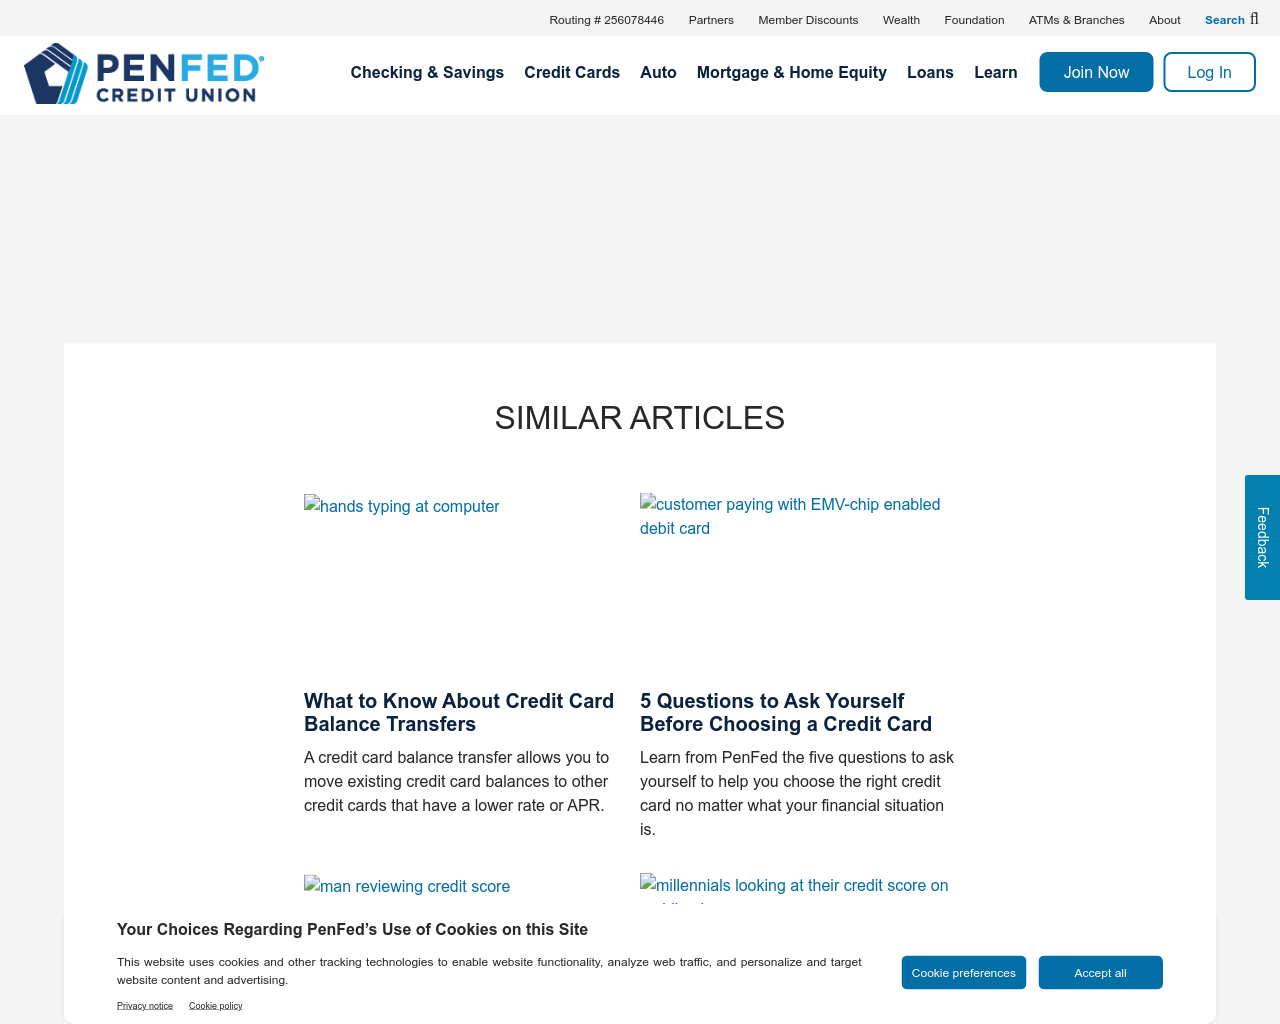 Routing # 256078446 Partners Member Discounts Wealth Foundation ATMs & Branches About Search
PENFED®
CREDIT UNION
Checking & Savings Credit Cards Auto Mortgage & Home Equity Loans Learn Join Now Log In
SIMILAR ARTICLES
hands typing at computer
customer paying with EMV-chip enabled
debit card
Feedback
What to Know About Credit Card
Balance Transfers
A credit card balance transfer allows you to
move existing credit card balances to other
credit cards that have a lower rate or APR.
5 Questions to Ask Yourself
Before Choosing a Credit Card
Learn from PenFed the five questions to ask
yourself to help you choose the right credit
card no matter what your financial situation
is.
man reviewing credit score
millennials looking at their credit score on
Your Choices Regarding PenFed's Use of Cookies on this Site
This website uses cookies and other tracking technologies to enable website functionality, analyze web traffic, and personalize and target
website content and advertising.
Privacy notice Cookie policy
Cookie preferences Accept all